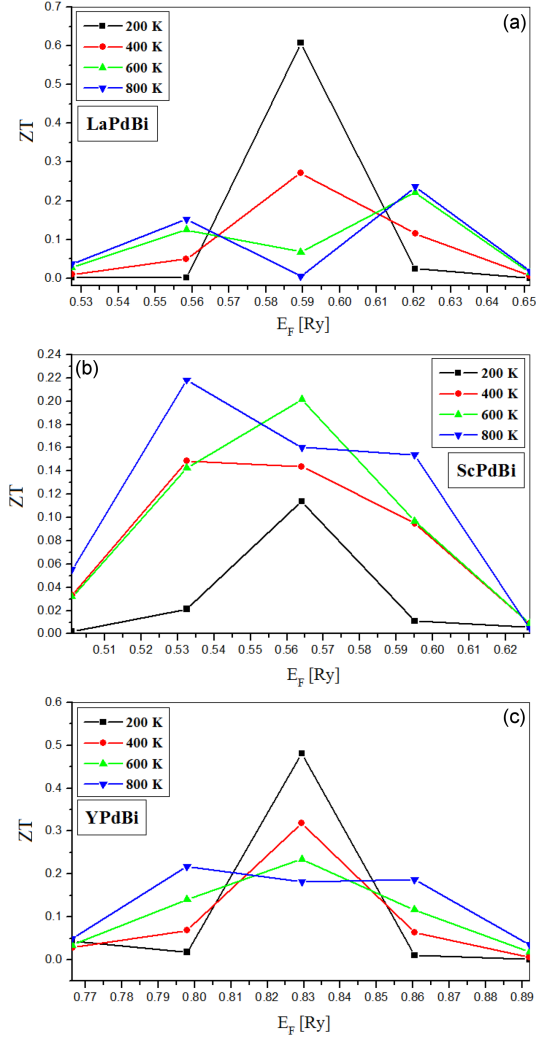 (a)
0.7
0.6
0.5
0.4
0.3
0.2
0.1
0.0
ZT
200 K
400 K
600 K
800 K
LaPdBi
0.53 0.54 0.55 0.56 0.57 0.58 0.59 0.60 0.61 0.62 0.63 0.64 0.65
E_F [Ry]
(b)
0.24
0.22
0.20
0.18
0.16
0.14
0.12
0.10
0.08
0.06
0.04
0.02
0.00
ZT
200 K
400 K
600 K
800 K
ScPdBi
0.51 0.52 0.53 0.54 0.55 0.56 0.57 0.58 0.59 0.60 0.61 0.62
E_F [Ry]
(c)
0.6
0.5
0.4
0.3
0.2
0.1
0.0
ZT
200 K
400 K
600 K
800 K
YPdBi
0.77 0.78 0.79 0.80 0.81 0.82 0.83 0.84 0.85 0.86 0.87 0.88 0.89
E_F [Ry]